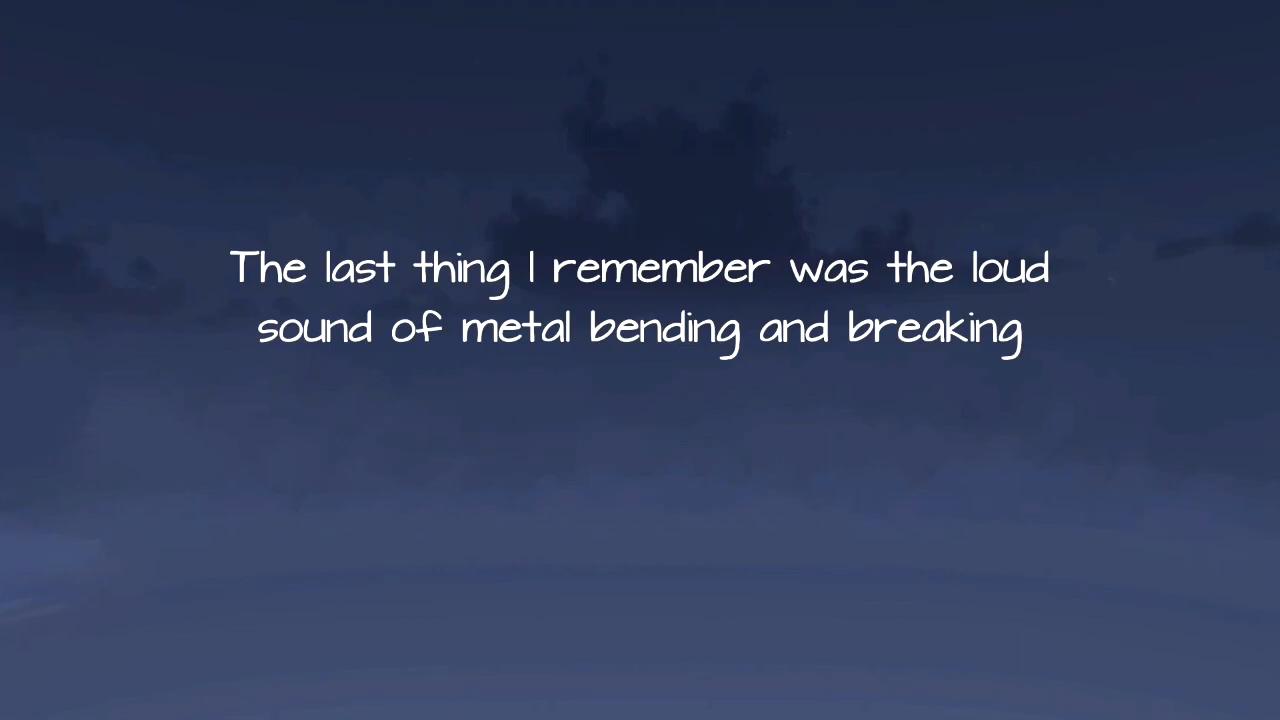 The last thing I remember was the loud
sound of metal bending and breaking